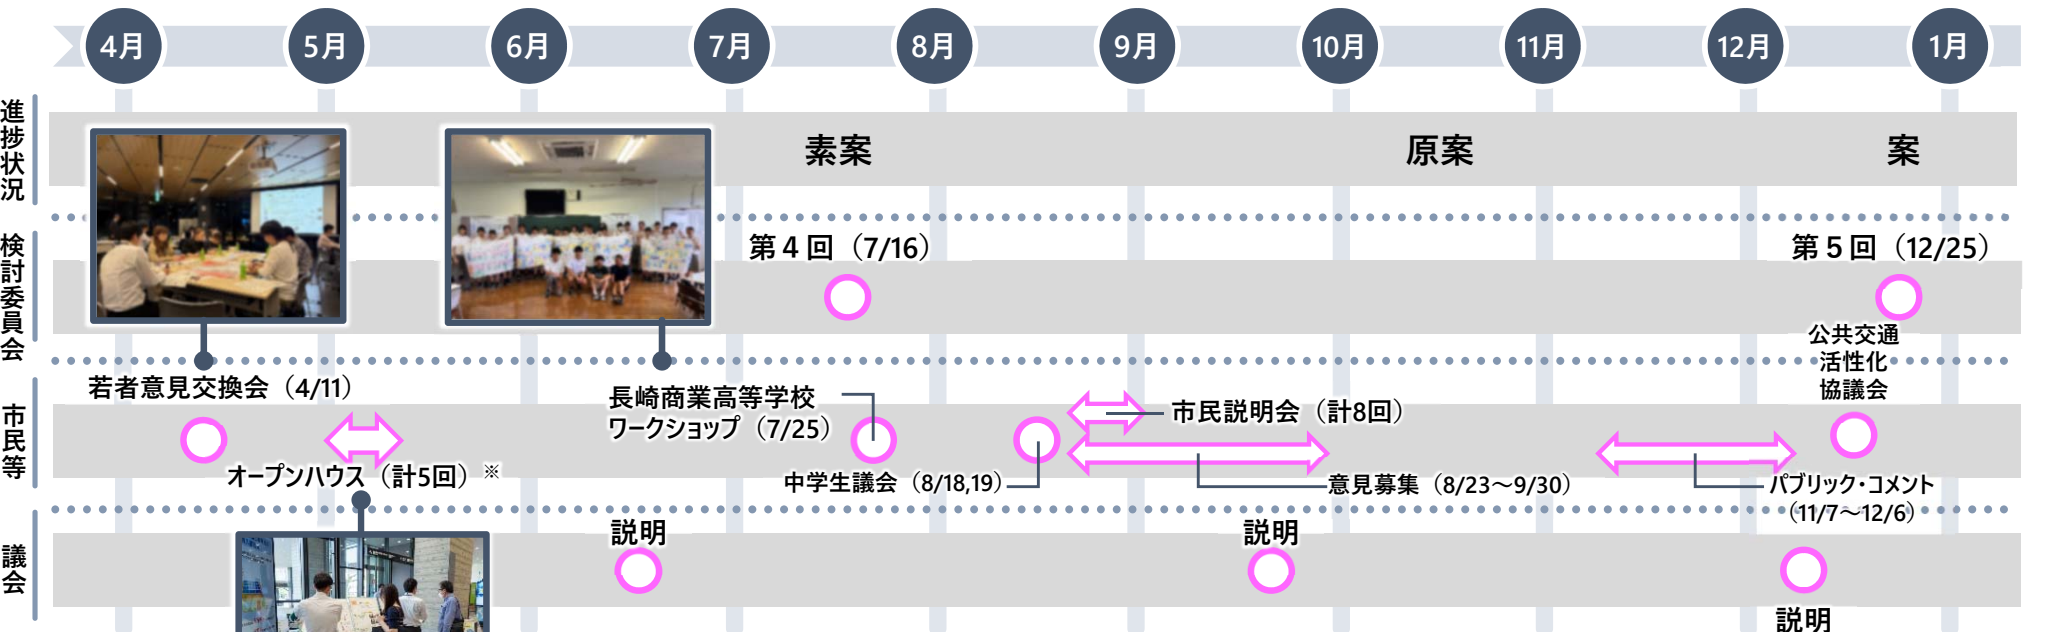 4月
5月
6月
7月
8月
9月
10月
11月
12月
1月
進捗状況
素案
原案
案
検討委員会
第４回（7/16）
第５回（12/25）
市民等
若者意見交換会（4/11）
オープンハウス（計5回）※
長崎商業高等学校
ワークショップ（7/25）
中学生議会（8/18,19）
市民説明会（計8回）
意見募集（8/23～9/30）
パブリック・コメント
（11/7～12/6）
公共交通
活性化
協議会
議会
説明
説明
説明